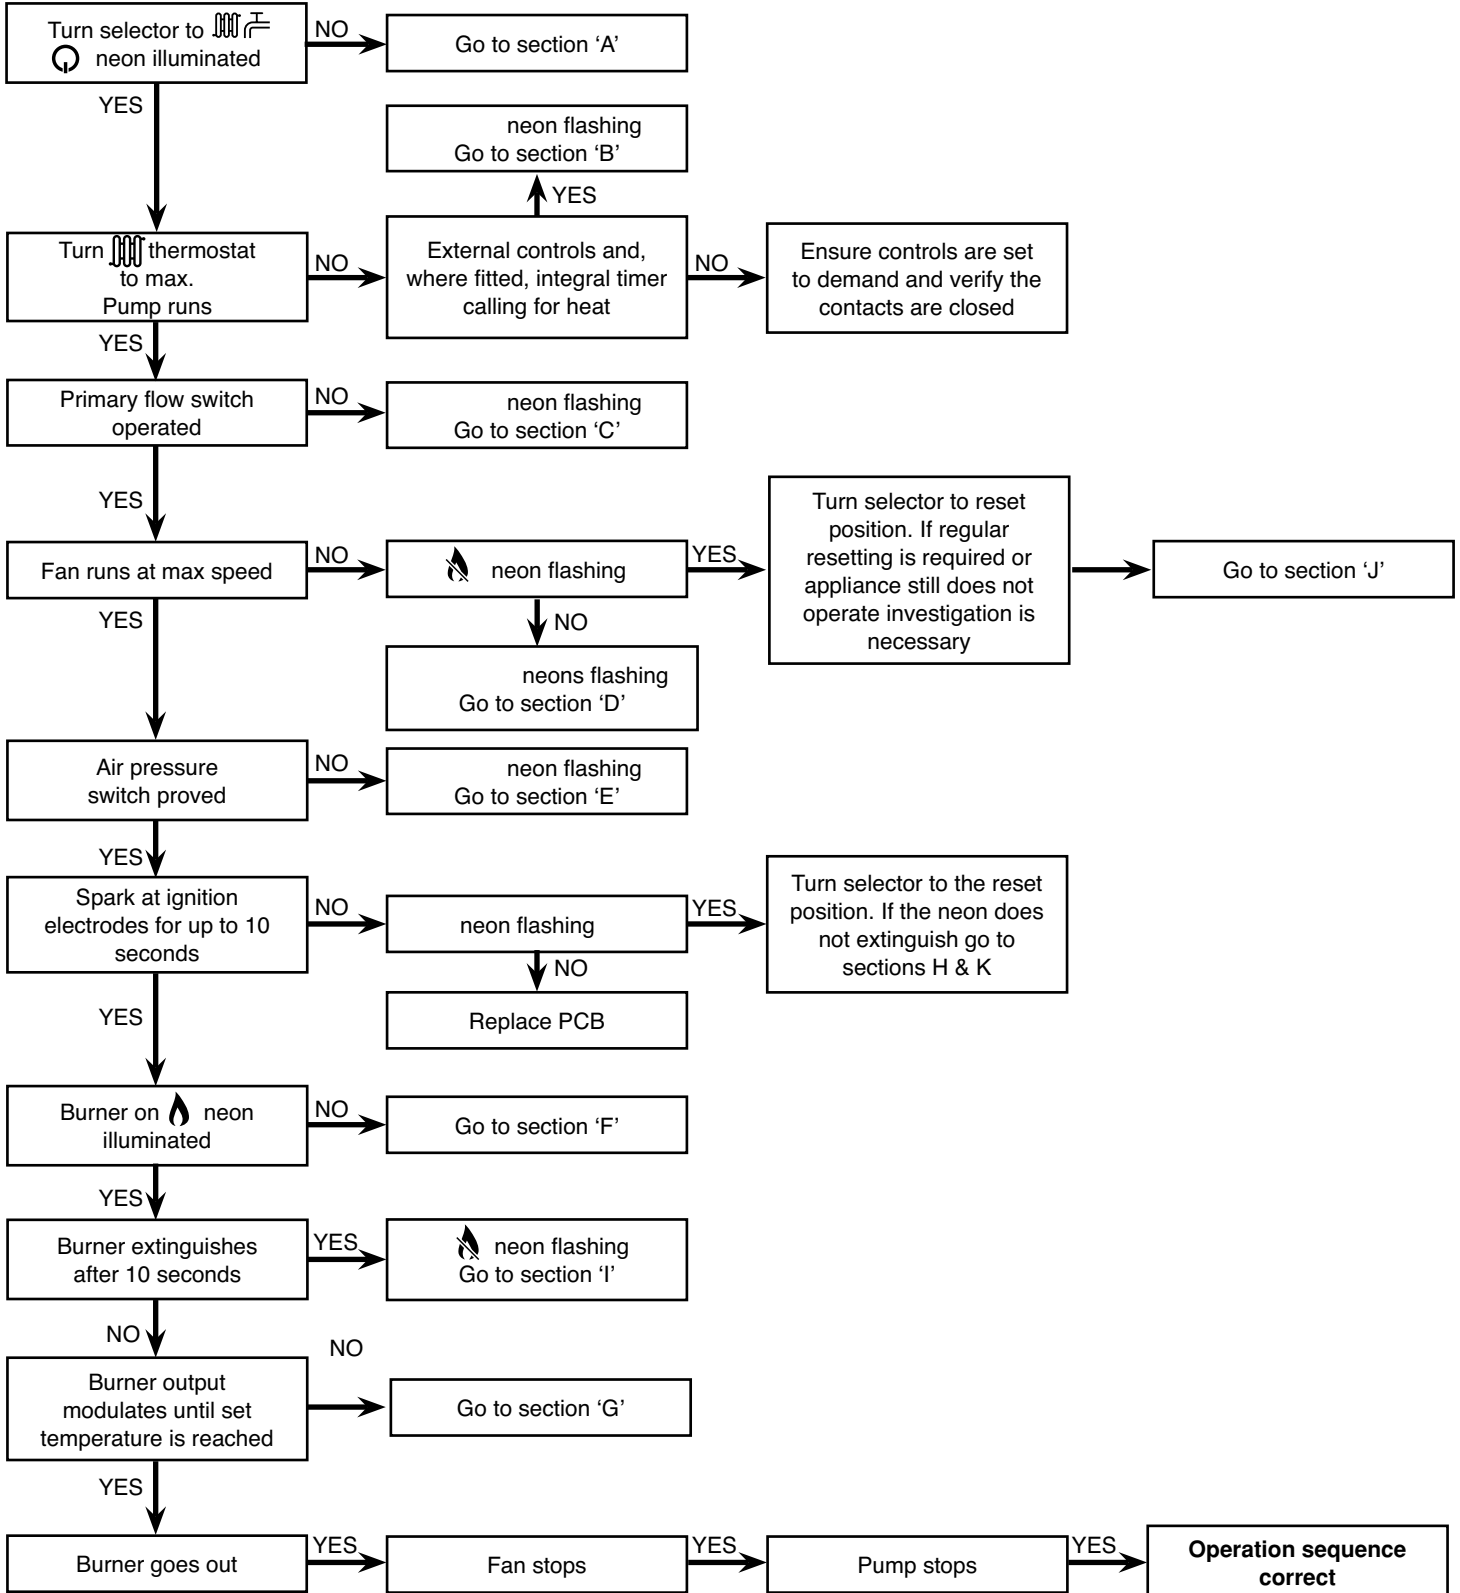 Turn selector to
neon illuminated
NO
Go to section ‘A’
YES
neon flashing
Go to section ‘B’
YES
Turn thermostat
to max.
Pump runs
NO
External controls and,
where fitted, integral timer
calling for heat
NO
Ensure controls are set
to demand and verify the
contacts are closed
YES
Primary flow switch
operated
NO
neon flashing
Go to section ‘C’
YES
Fan runs at max speed
NO
neon flashing
YES
Turn selector to reset
position. If regular
resetting is required or
appliance still does not
operate investigation is
necessary
Go to section ‘J’
YES
NO
neons flashing
Go to section ‘D’
Air pressure
switch proved
NO
neon flashing
Go to section ‘E’
YES
Spark at ignition
electrodes for up to 10
seconds
NO
neon flashing
YES
Turn selector to the reset
position. If the neon does
not extinguish go to
sections H & K
NO
Replace PCB
YES
Burner on neon
illuminated
NO
Go to section ‘F’
YES
Burner extinguishes
after 10 seconds
YES
neon flashing
Go to section ‘I’
NO
NO
Burner output
modulates until set
temperature is reached
Go to section ‘G’
YES
Burner goes out
YES
Fan stops
YES
Pump stops
YES
Operation sequence
correct